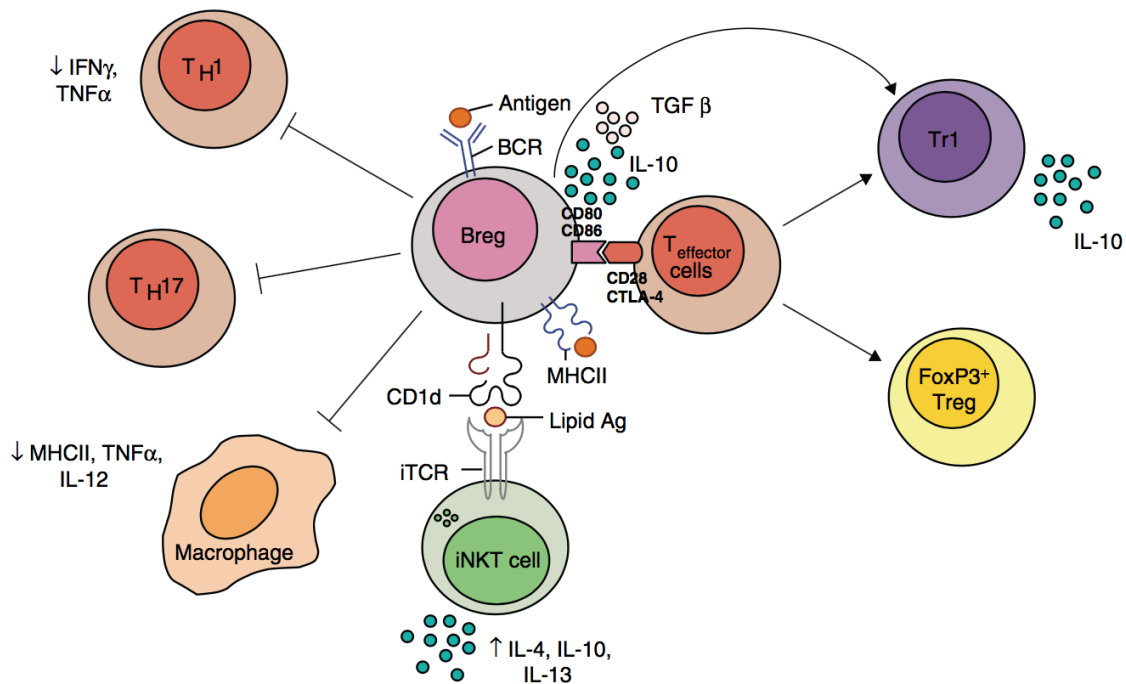 ↓ IFNγ,
TNFα
TH1
Antigen
BCR
TGF β
IL-10
Tr1
IL-10
Breg
CD80
CD86
Teffector
cells
CD28
CTLA-4
TH17
MHCII
CD1d
Lipid Ag
FoxP3+
Treg
↓ MHCII, TNFα,
IL-12
Macrophage
iTCR
iNKT cell
↑ IL-4, IL-10,
IL-13